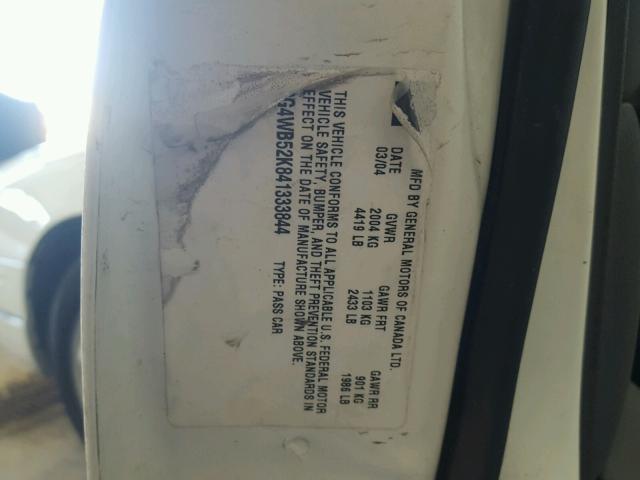 MFD BY GENERAL MOTORS OF CANADA LTD.
DATE GVWR GAWR FRT GAWR RR
03/04 2004 KG 1103 KG 901 KG
4419 LB 2433 LB 1986 LB
THIS VEHICLE CONFORMS TO ALL APPLICABLE U.S. FEDERAL MOTOR
VEHICLE SAFETY, BUMPER, AND THEFT PREVENTION STANDARDS IN
EFFECT ON THE DATE OF MANUFACTURE SHOWN ABOVE.
G4WB52K841333844 TYPE: PASS CAR